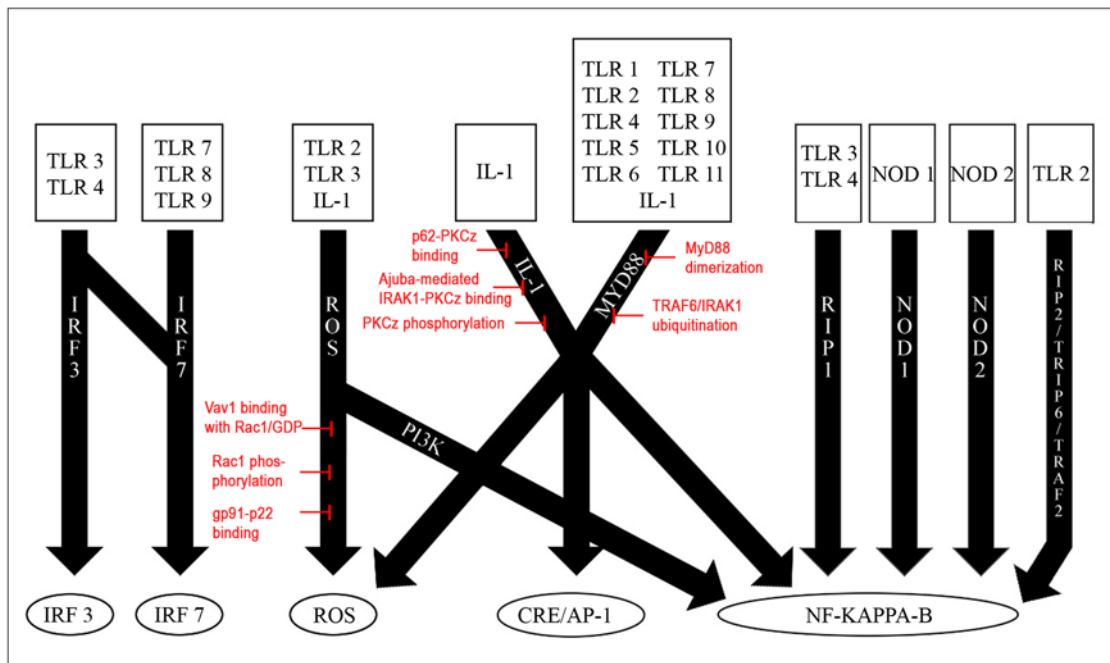 TLR 3
TLR 4
TLR 7
TLR 8
TLR 9
TLR 2
TLR 3
IL-1
IL-1
TLR 1 TLR 7
TLR 2 TLR 8
TLR 4 TLR 9
TLR 5 TLR 10
TLR 6 TLR 11
IL-1
TLR 3
TLR 4
NOD 1
NOD 2
TLR 2
IRF3
IRF7
ROS
IL-1
MYD88
PI3K
RIP1
NOD1
NOD2
RIP2/TRIP6/TRAF2
p62-PKCz
binding
Ajuba-mediated
IRAK1-PKCz binding
PKCz phosphorylation
MyD88
dimerization
TRAF6/IRAK1
ubiquitination
Vav1 binding
with Rac1/GDP
Rac1 phos-
phorylation
gp91-p22
binding
IRF 3
IRF 7
ROS
CRE/AP-1
NF-KAPPA-B